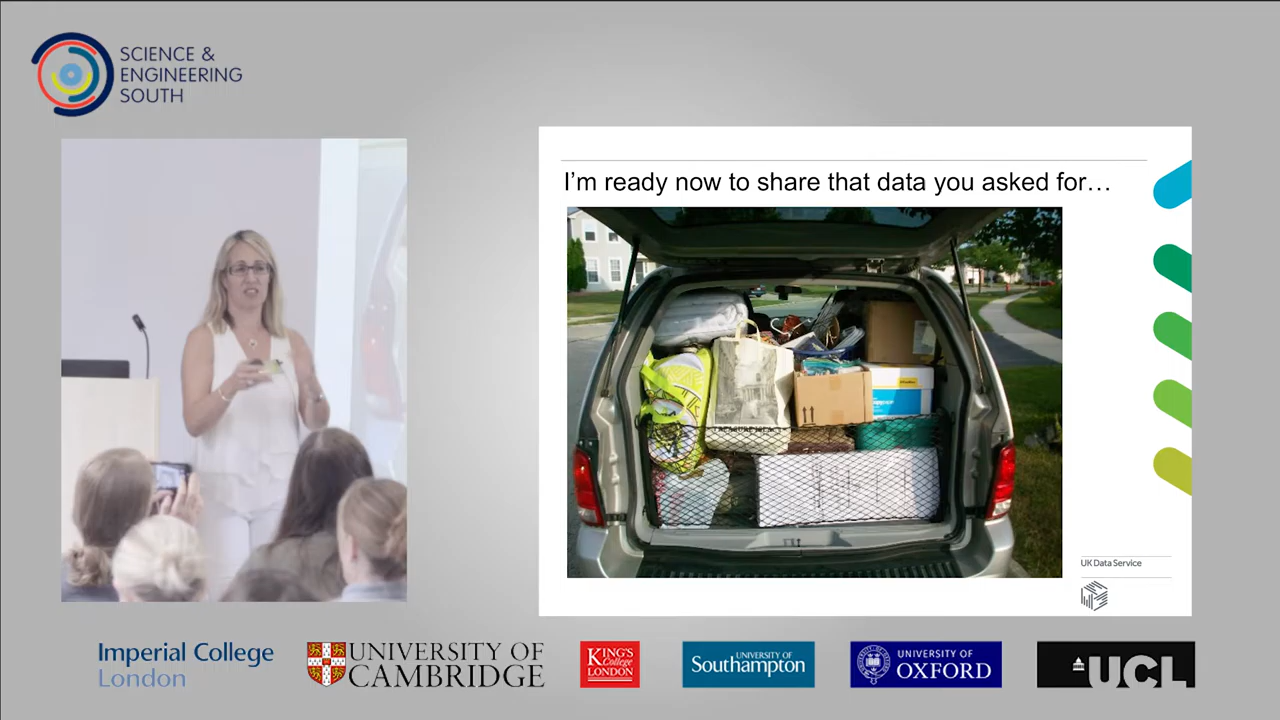 SCIENCE &
ENGINEERING
SOUTH
I'm ready now to share that data you asked for…
UK Data Service
Imperial College
London
UNIVERSITY OF
CAMBRIDGE
KING'S
College
LONDON
UNIVERSITY OF
Southampton
UNIVERSITY OF
OXFORD
UCL